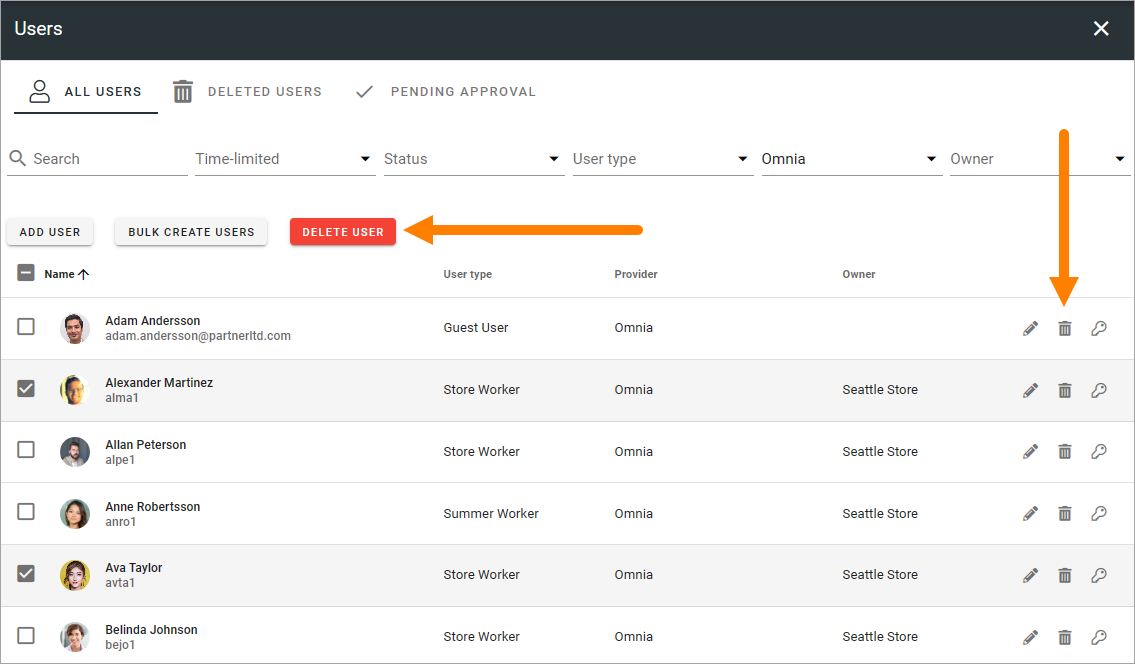 Users
ALL USERS DELETED USERS PENDING APPROVAL
Search Time-limited Status User type Omnia Owner
ADD USER BULK CREATE USERS DELETE USER
Name User type Provider Owner
Adam Andersson
adam.andersson@partnerltd.com
Guest User Omnia
Alexander Martinez
alma1
Store Worker Omnia Seattle Store
Allan Peterson
alpe1
Store Worker Omnia Seattle Store
Anne Robertsson
anro1
Summer Worker Omnia Seattle Store
Ava Taylor
avta1
Store Worker Omnia Seattle Store
Belinda Johnson
bejo1
Store Worker Omnia Seattle Store